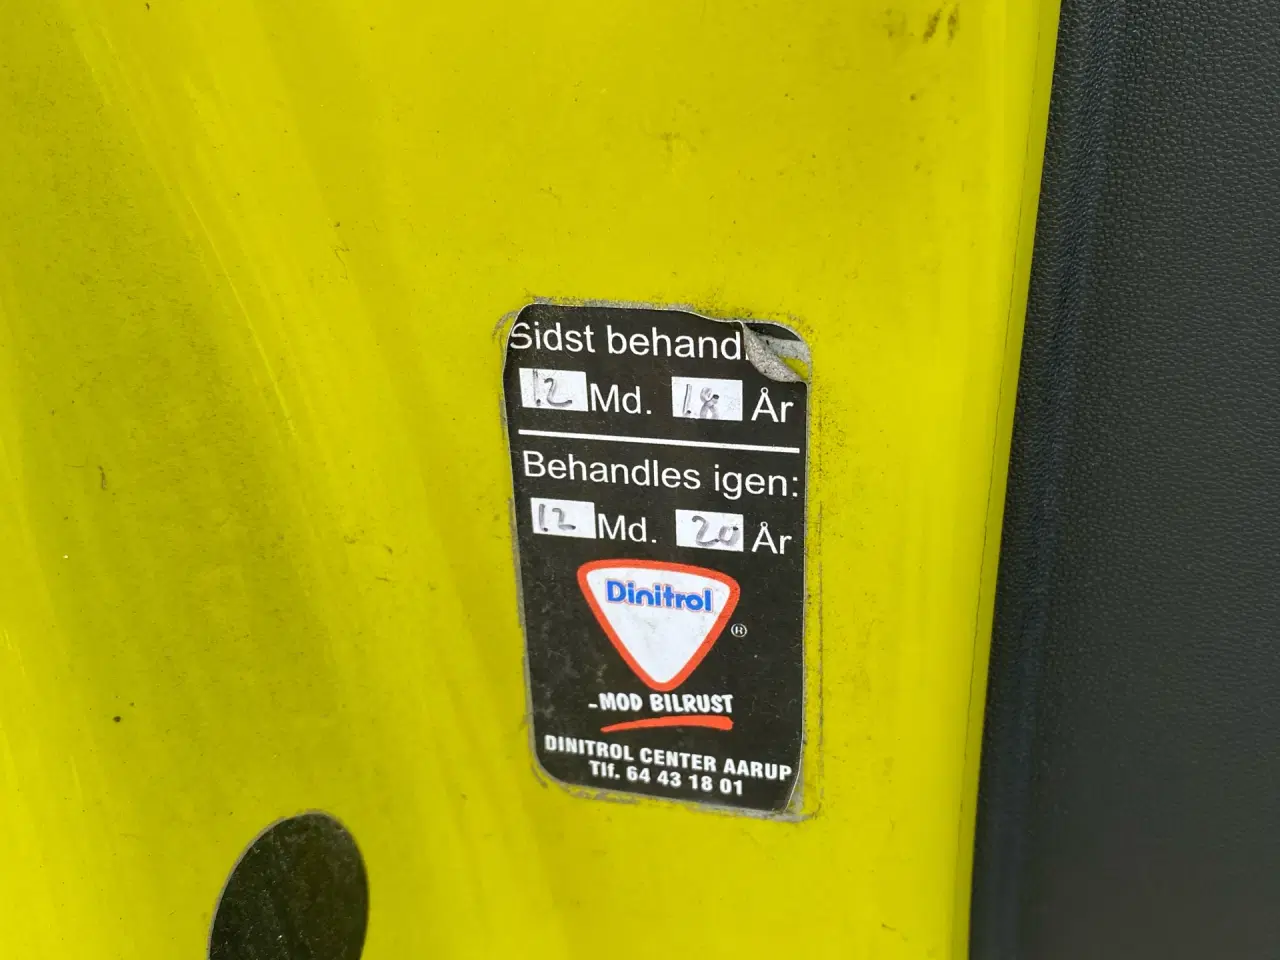 Sidst behandl
12 Md. 18 År
Behandles igen:
12 Md. 20 År
Dinitrol
®
-MOD BILRUST
DINITROL CENTER AARUP
Tlf. 64 43 18 01